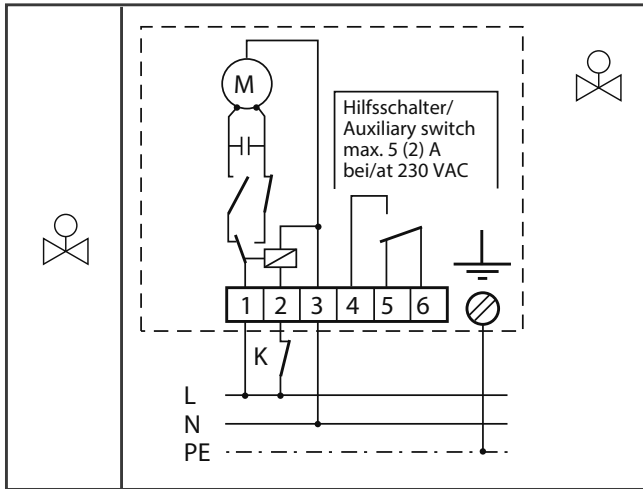 M
Hilfsschalter/
Auxiliary switch
max. 5 (2) A
bei/at 230 VAC
1 2 3 4 5 6
K
L
N
PE